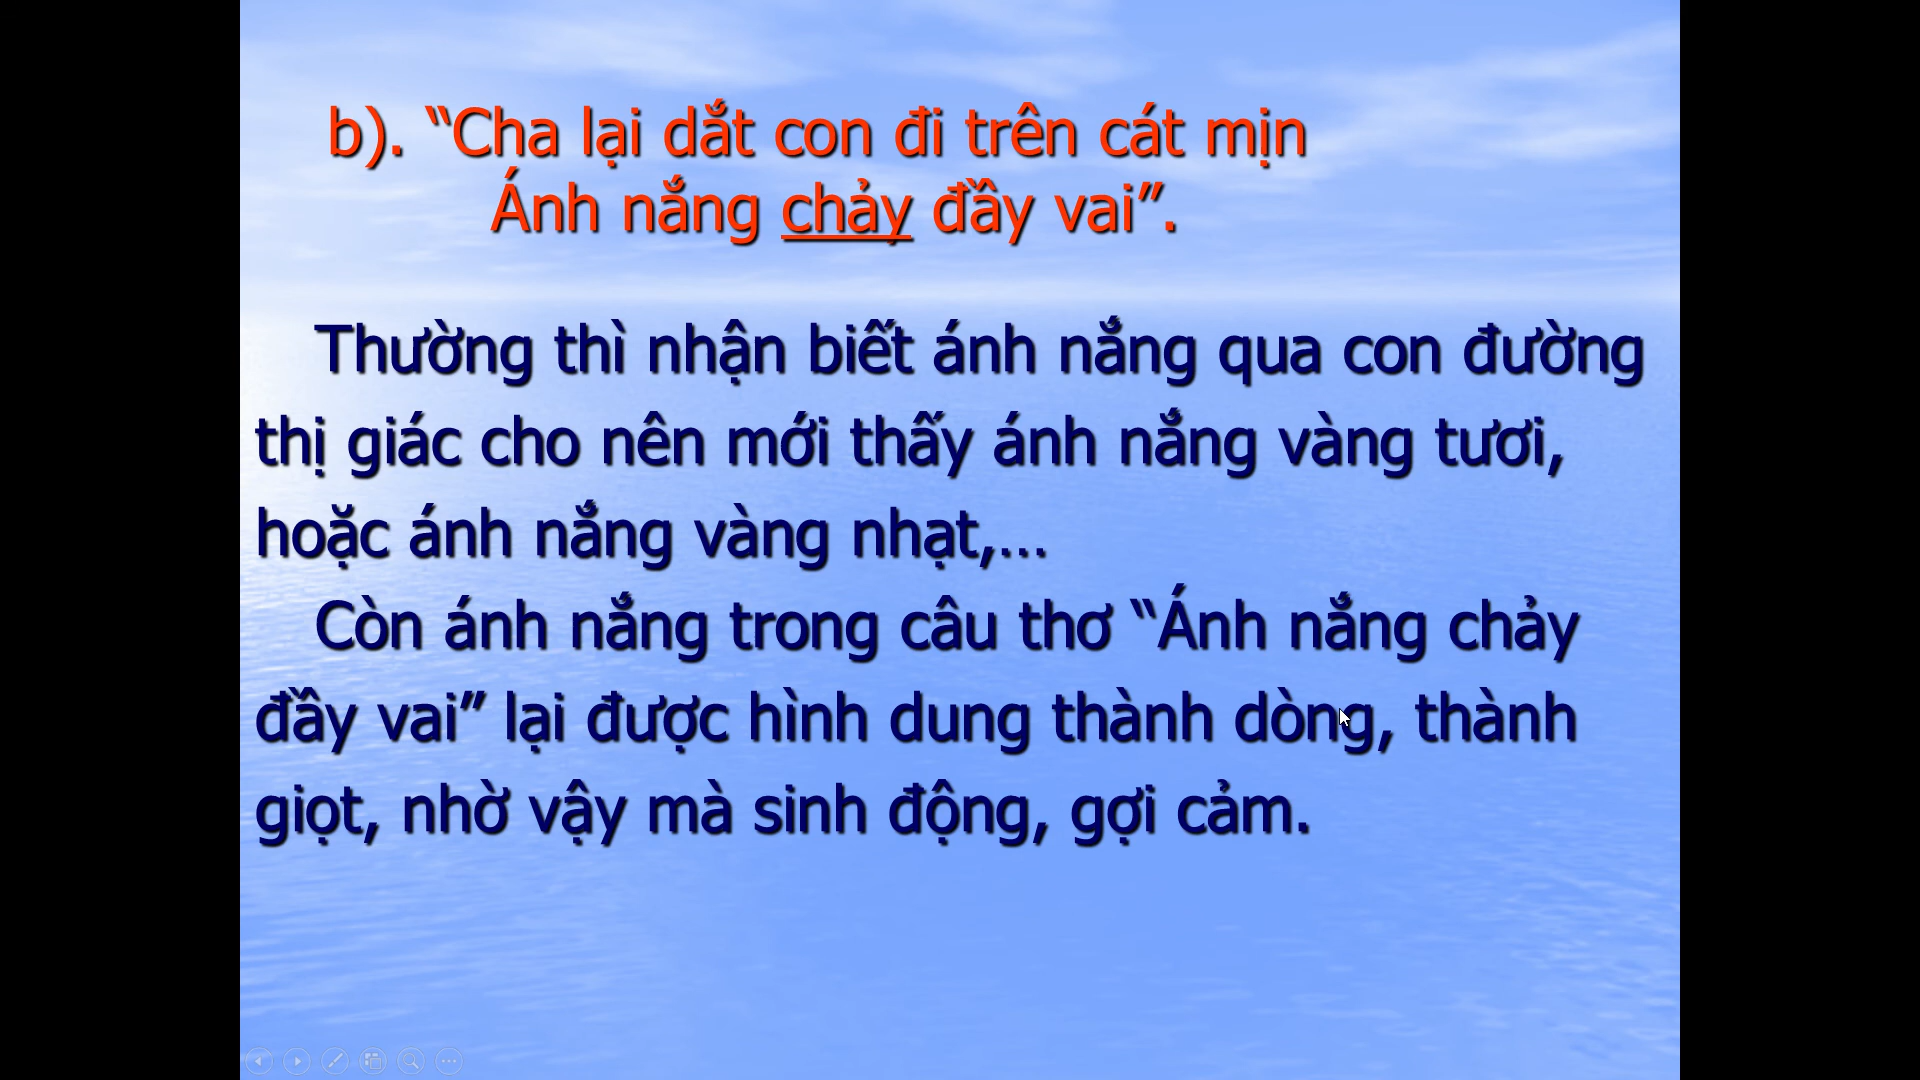 b). “Cha lại dắt con đi trên cát mịn
Ánh nắng chảy đầy vai”.
Thường thì nhận biết ánh nắng qua con đường
thị giác cho nên mới thấy ánh nắng vàng tươi,
hoặc ánh nắng vàng nhạt,…
Còn ánh nắng trong câu thơ “Ánh nắng chảy
đầy vai” lại được hình dung thành dòng, thành
giọt, nhờ vậy mà sinh động, gợi cảm.